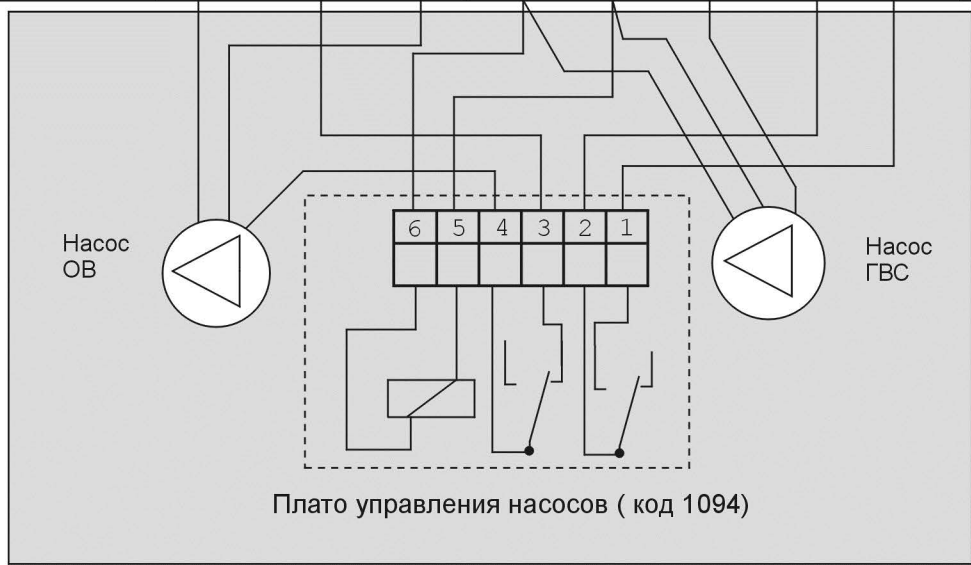 6 5 4 3 2 1
Насос
ОВ
Насос
ГВС
Плато управления насосов ( код 1094)